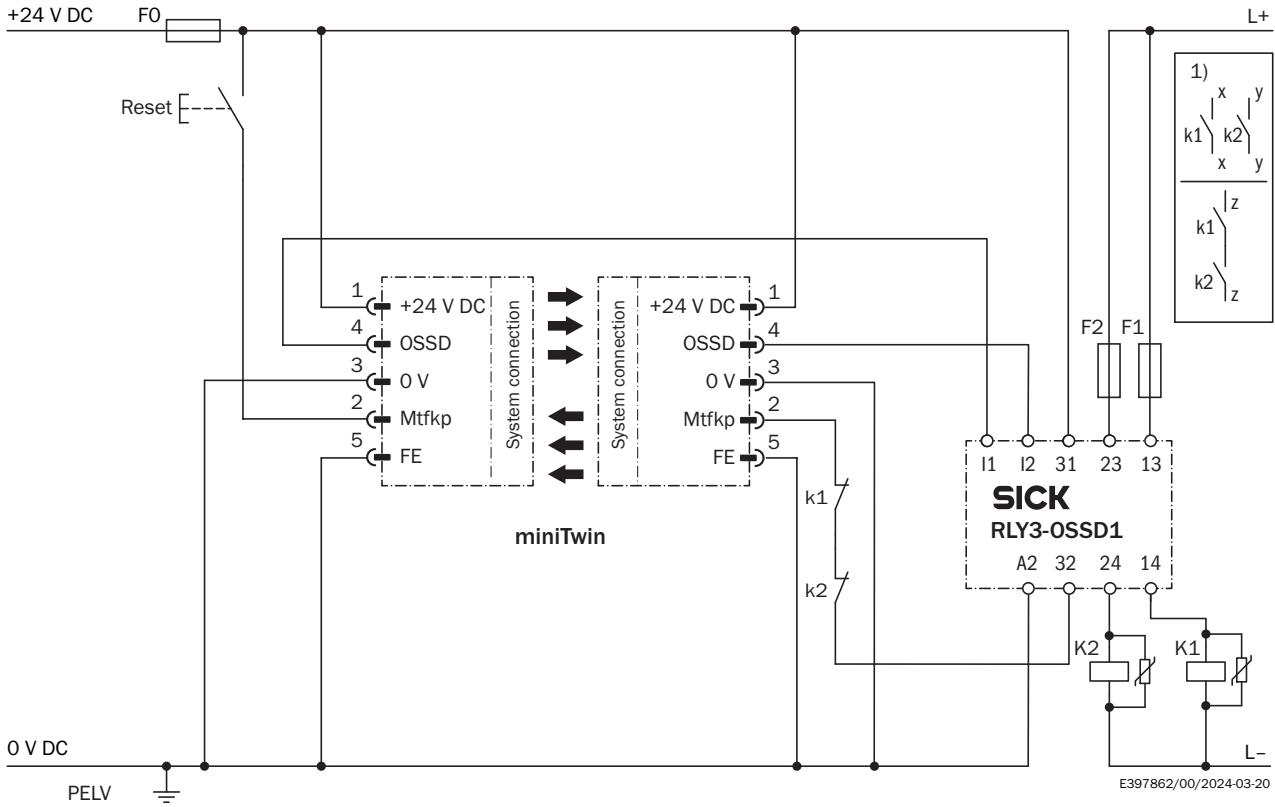 +24 V DC
F0
L+
Reset
1)
x
y
k1
k2
x
y
z
k1
k2
z
1
+24 V DC
4
OSSD
3
0 V
2
Mtfkp
5
FE
System connection
System connection
+24 V DC
1
OSSD
4
0 V
3
Mtfkp
2
FE
5
miniTwin
k1
k2
F2
F1
I1
I2
31
23
13
SICK
RLY3-OSSD1
A2
32
24
14
K2
K1
0 V DC
L–
PELV
E397862/00/2024-03-20